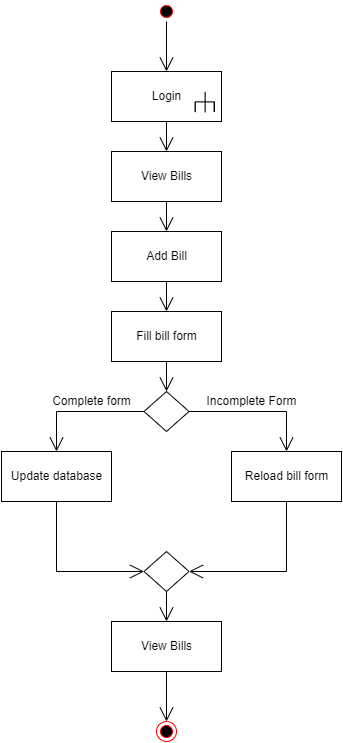 Login
View Bills
Add Bill
Fill bill form
Complete form
Incomplete Form
Update database
Reload bill form
View Bills